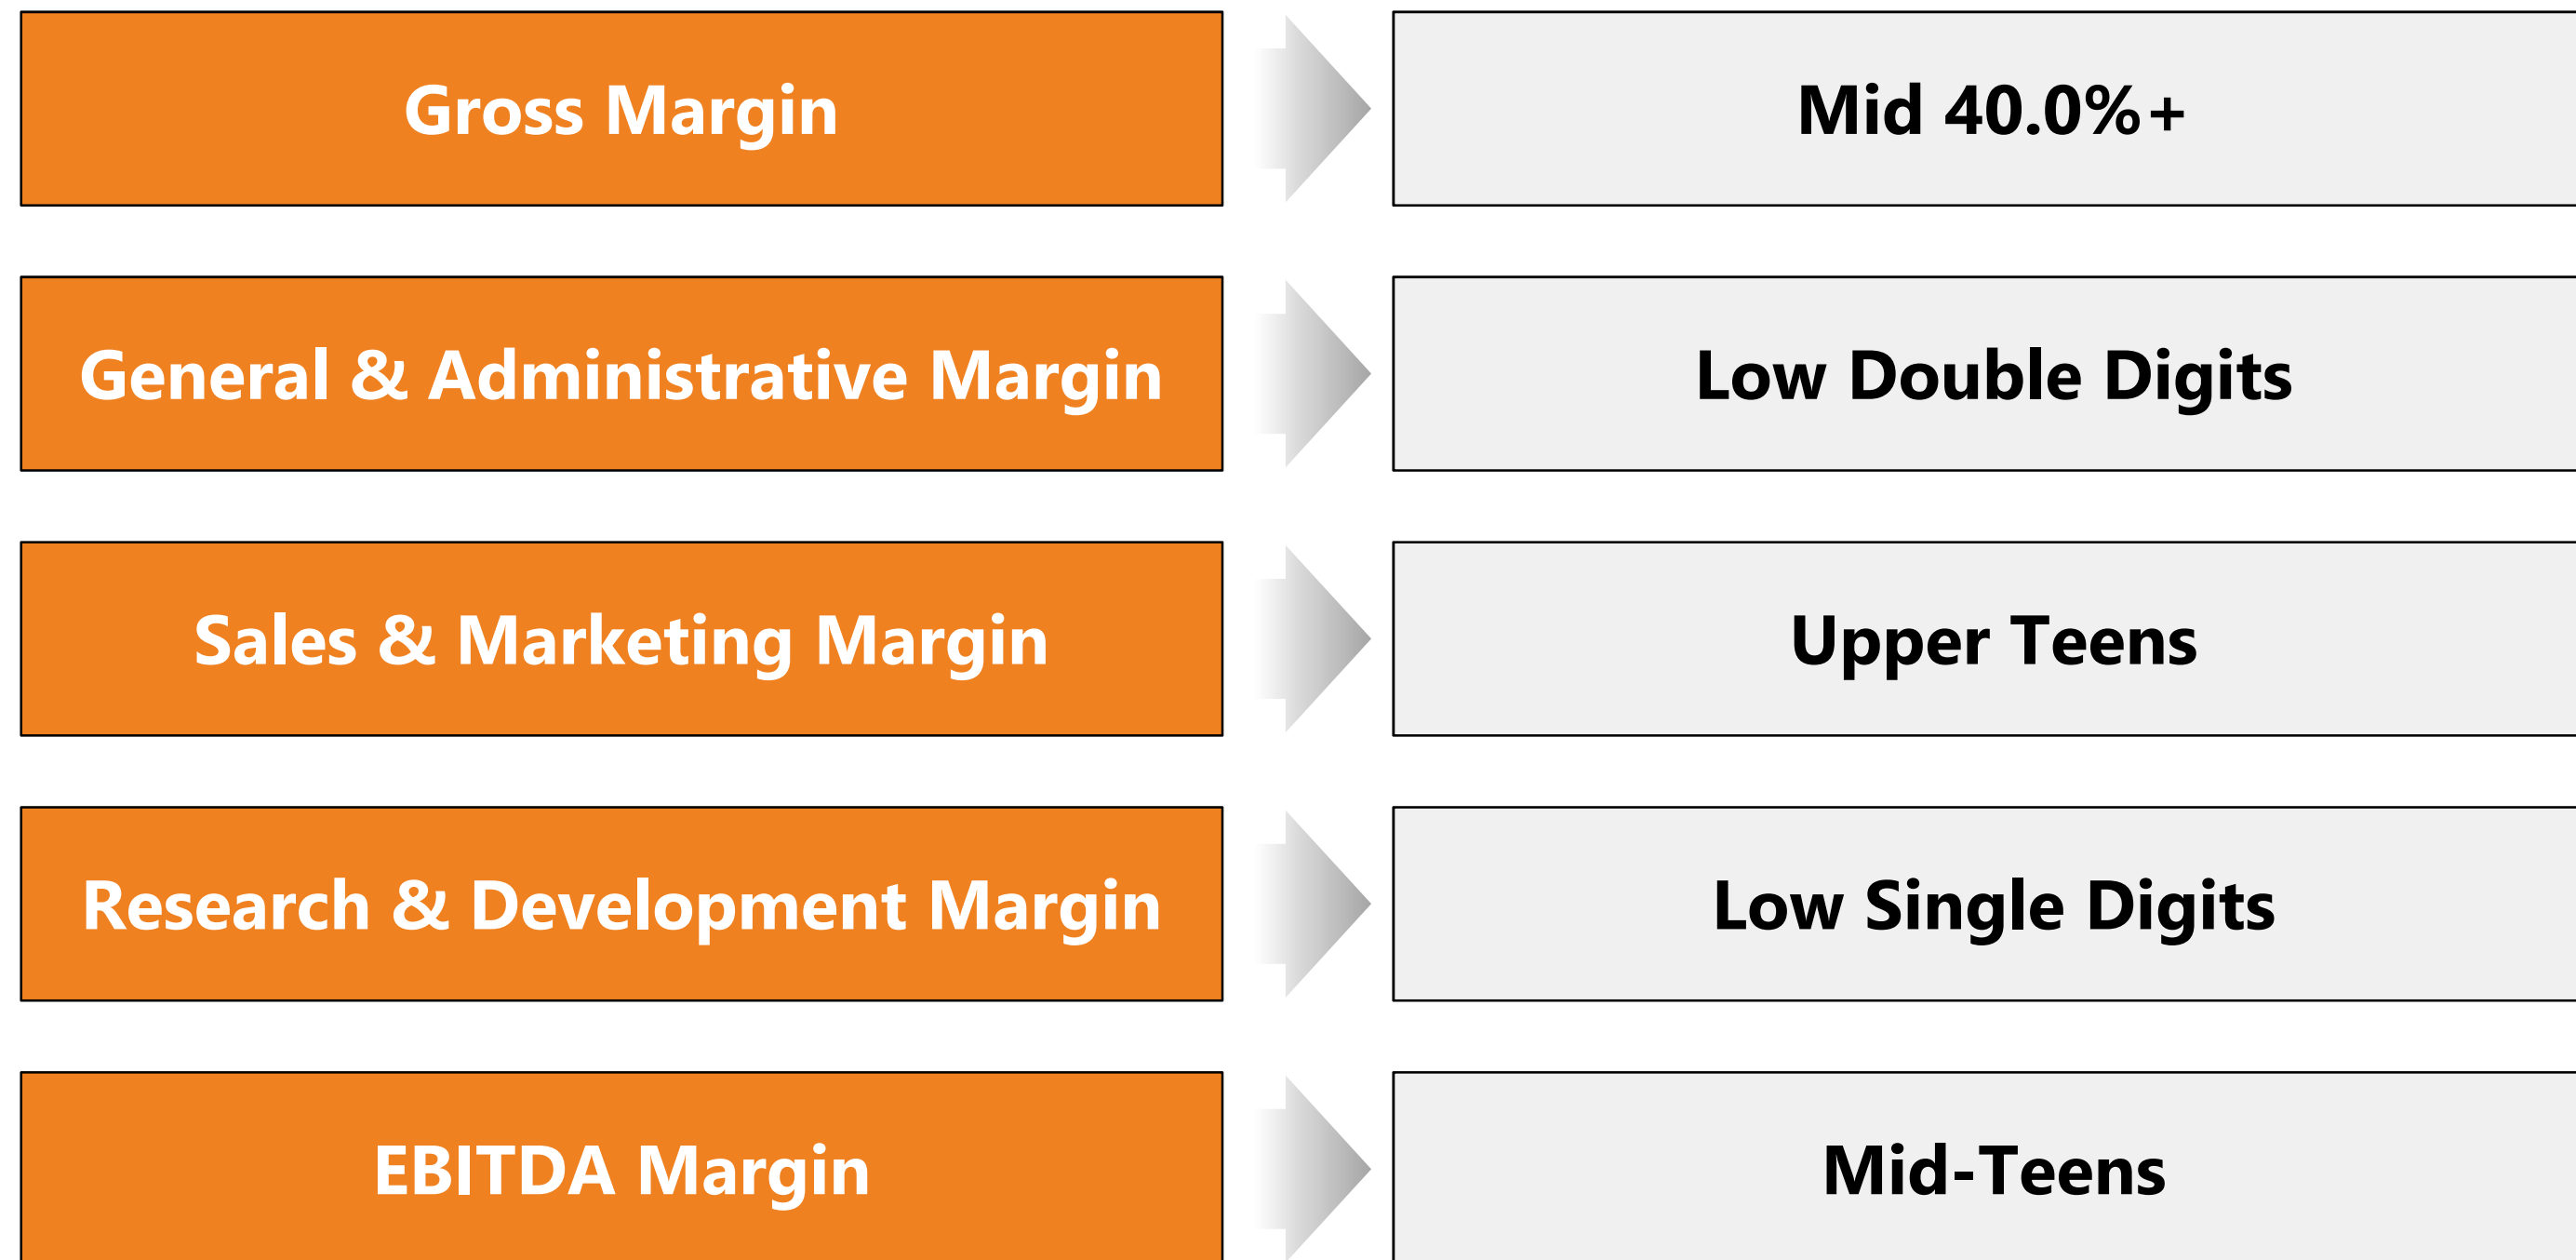 Gross Margin
Mid 40.0%+
General & Administrative Margin
Low Double Digits
Sales & Marketing Margin
Upper Teens
Research & Development Margin
Low Single Digits
EBITDA Margin
Mid-Teens